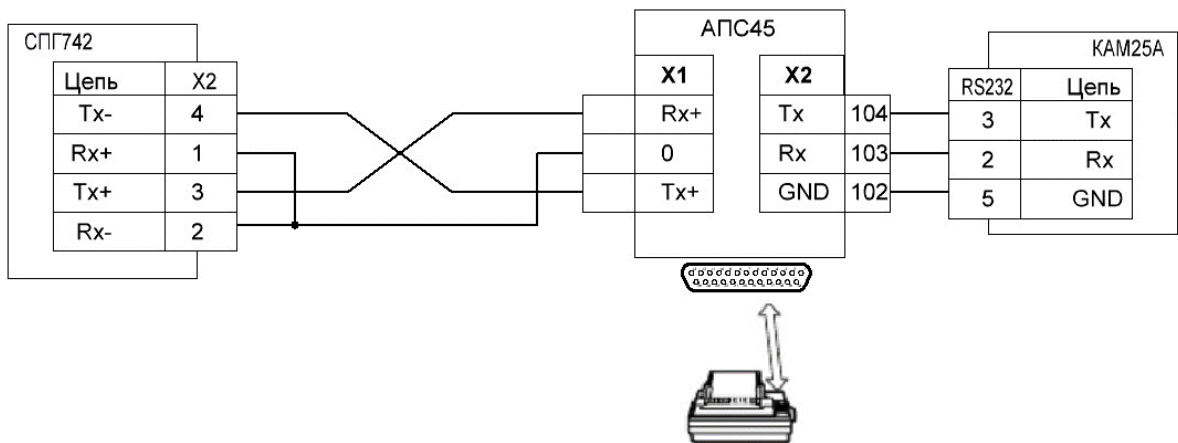 СПГ742
Цепь X2
Tx- 4
Rx+ 1
Tx+ 3
Rx- 2
АПС45
X1 X2
Rx+ Tx 104
0 Rx 103
Tx+ GND 102
КАМ25А
RS232 Цепь
3 Tx
2 Rx
5 GND